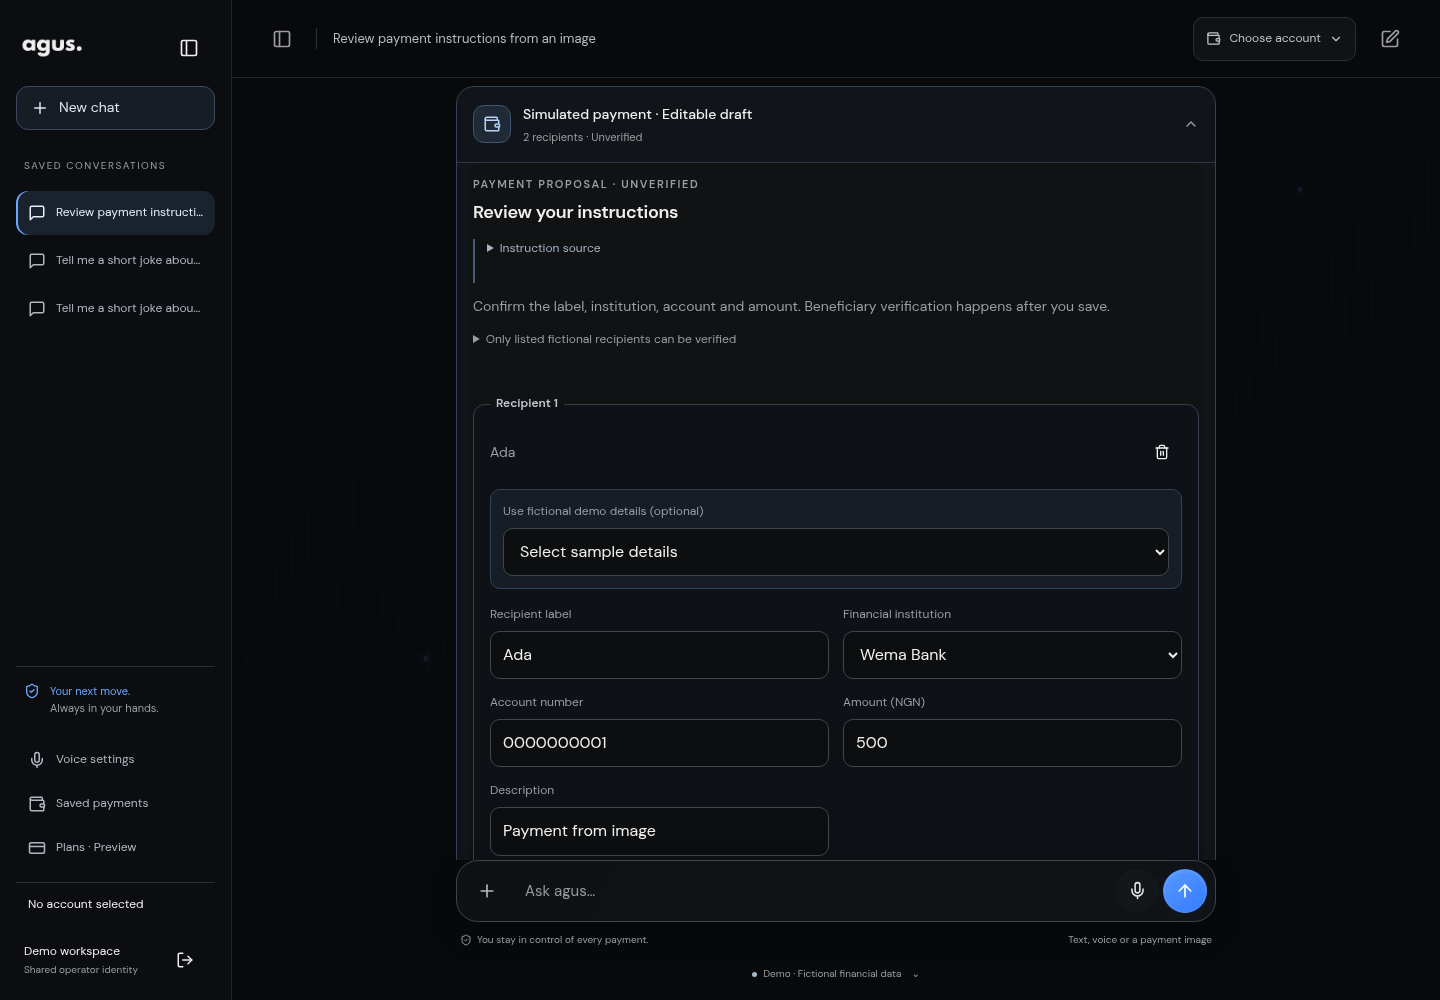 agus.
New chat
SAVED CONVERSATIONS
Review payment instructi...
Tell me a short joke abou...
Tell me a short joke abou...
Your next move.
Always in your hands.
Voice settings
Saved payments
Plans · Preview
No account selected
Demo workspace
Shared operator identity
Review payment instructions from an image
Choose account
Simulated payment · Editable draft
2 recipients · Unverified
PAYMENT PROPOSAL · UNVERIFIED
Review your instructions
Instruction source
Confirm the label, institution, account and amount. Beneficiary verification happens after you save.
Only listed fictional recipients can be verified
Recipient 1
Ada
Use fictional demo details (optional)
Select sample details
Recipient label
Financial institution
Ada
Wema Bank
Account number
Amount (NGN)
0000000001
500
Description
Payment from image
Ask agus...
You stay in control of every payment.
Text, voice or a payment image
Demo · Fictional financial data